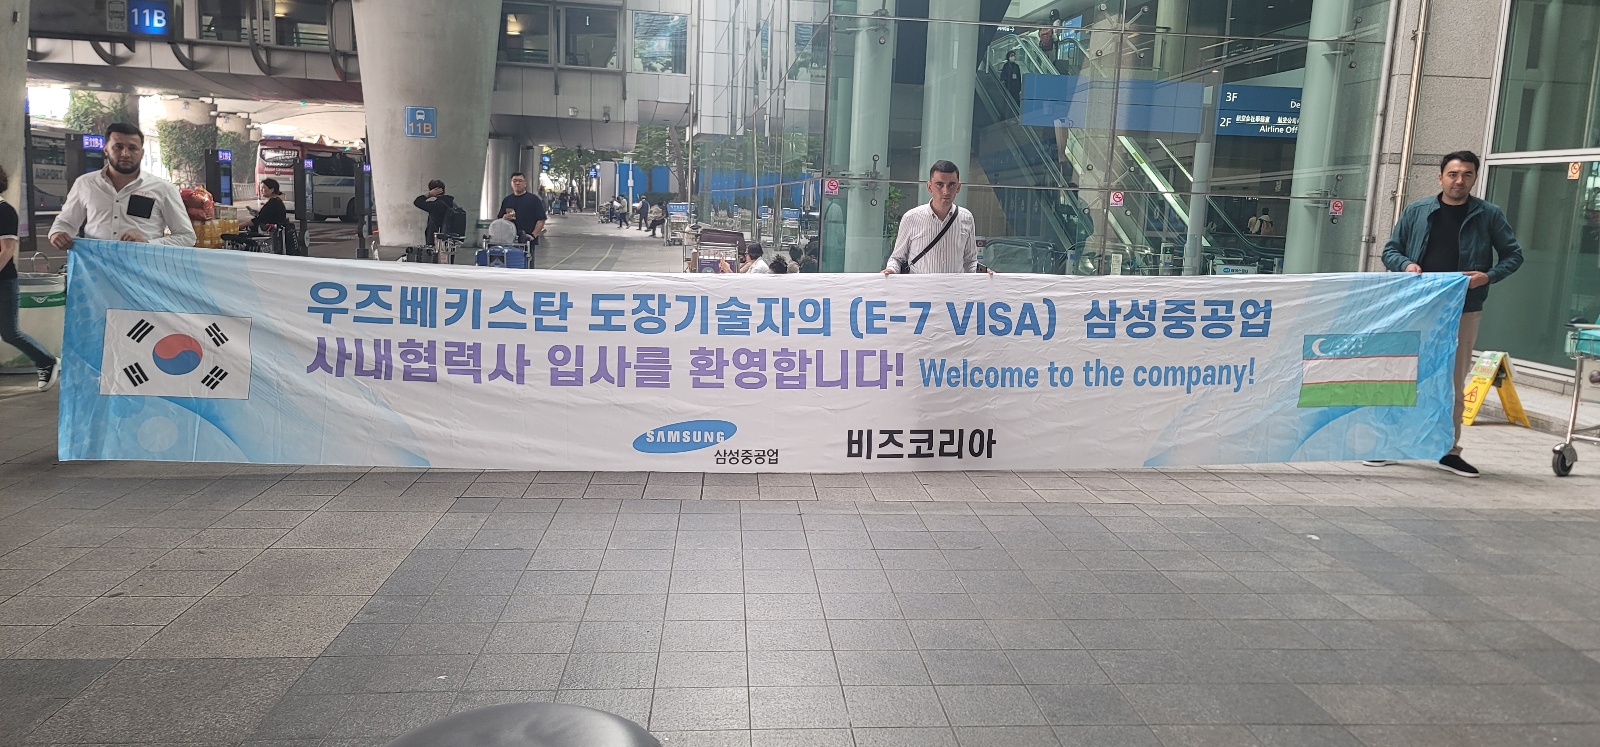 11B
11B
3F
2F
Airline Off
우즈베키스탄 도장기술자의 (E-7 VISA) 삼성중공업
사내협력사 입사를 환영합니다! Welcome to the company!
SAMSUNG
삼성중공업
비즈코리아